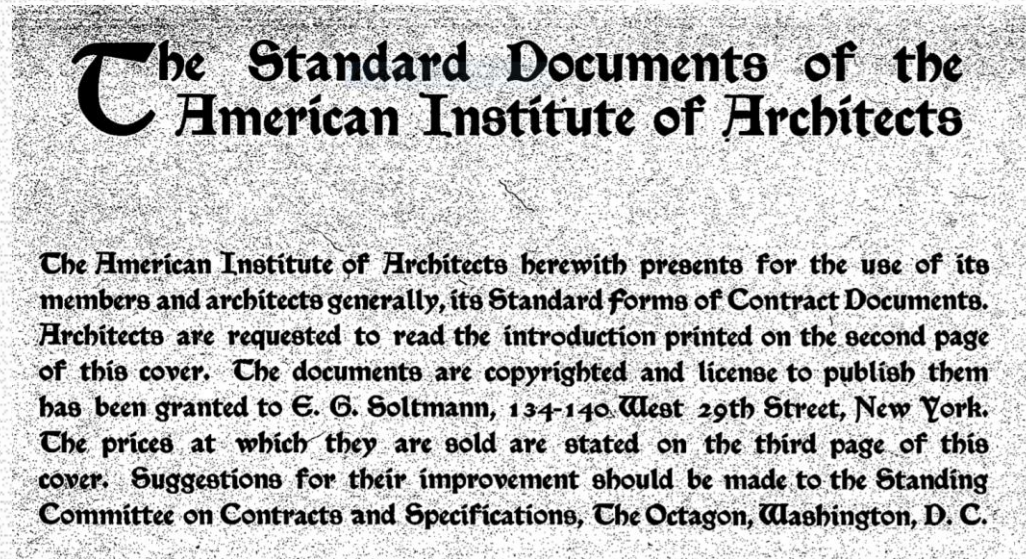 The Standard Documents of the
American Institute of Architects
The American Institute of Architects herewith presents for the use of its
members and architects generally, its Standard Forms of Contract Documents.
Architects are requested to read the introduction printed on the second page
of this cover. The documents are copyrighted and license to publish them
has been granted to E. G. Soltmann, 134-140 West 29th Street, New York.
The prices at which they are sold are stated on the third page of this
cover. Suggestions for their improvement should be made to the Standing
Committee on Contracts and Specifications, The Octagon, Washington, D. C.